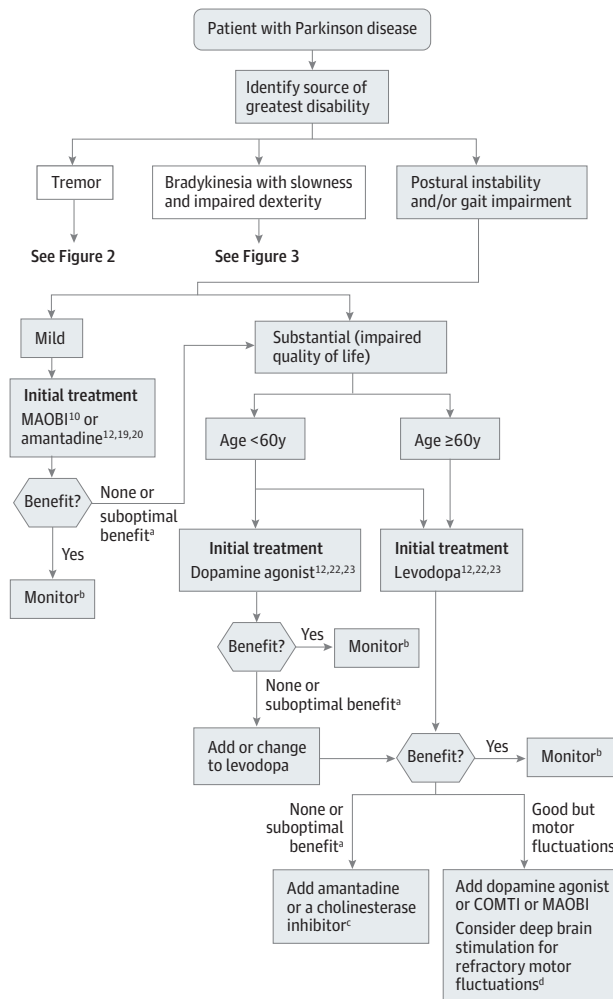 Patient with Parkinson disease
Identify source of
greatest disability
Tremor
Bradykinesia with slowness
and impaired dexterity
Postural instability
and/or gait impairment
See Figure 2
See Figure 3
Mild
Substantial (impaired
quality of life)
Initial treatment
MAOBI10 or
amantadine12,19,20
Age <60y
Age ≥60y
Benefit?
None or
suboptimal
benefita
Yes
Monitorb
Initial treatment
Dopamine agonist12,22,23
Initial treatment
Levodopa12,22,23
Benefit?
Yes
Monitorb
None or
suboptimal benefita
Add or change
to levodopa
Benefit?
Yes
Monitorb
None or
suboptimal
benefita
Good but
motor
fluctuations
Add amantadine
or a cholinesterase
inhibitorc
Add dopamine agonist
or COMTI or MAOBI
Consider deep brain
stimulation for
refractory motor
fluctuationsd